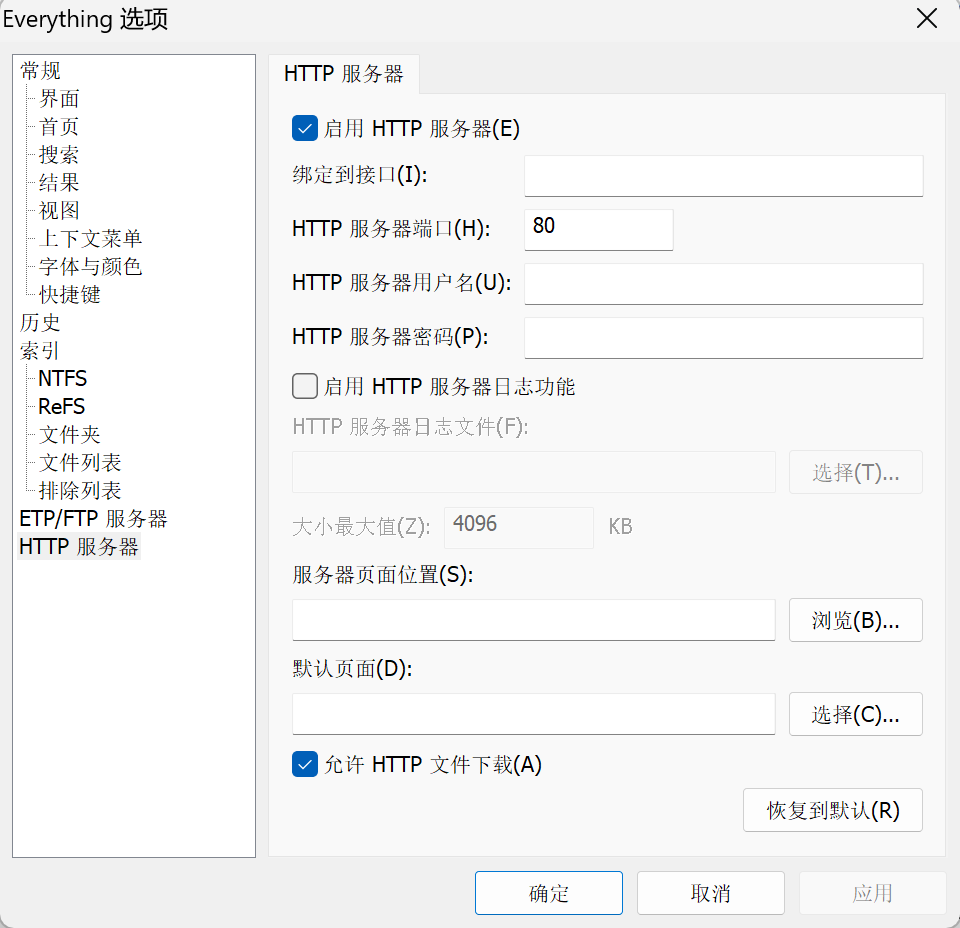 Everything 选项
常规
界面
首页
搜索
结果
视图
上下文菜单
字体与颜色
快捷键
历史
索引
NTFS
ReFS
文件夹
文件列表
排除列表
ETP/FTP 服务器
HTTP 服务器
HTTP 服务器
启用 HTTP 服务器(E)
绑定到接口(I):
HTTP 服务器端口(H): 80
HTTP 服务器用户名(U):
HTTP 服务器密码(P):
启用 HTTP 服务器日志功能
HTTP 服务器日志文件(F):
选择(T)...
大小最大值(Z): 4096 KB
服务器页面位置(S):
浏览(B)...
默认页面(D):
选择(C)...
允许 HTTP 文件下载(A)
恢复到默认(R)
确定 取消 应用